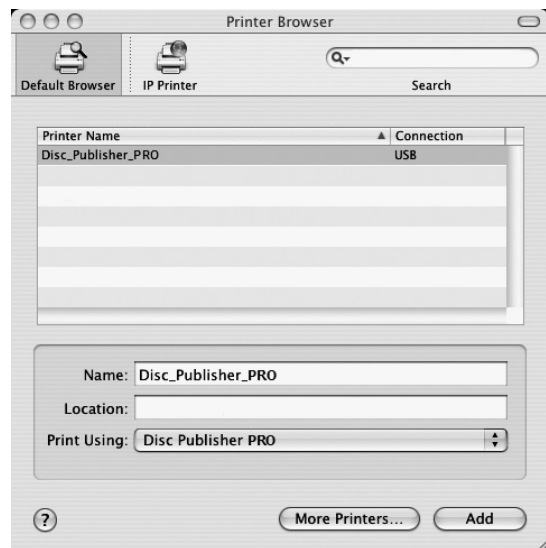 Printer Browser
Default Browser IP Printer Search
Printer Name Connection
Disc_Publisher_PRO USB
Name: Disc_Publisher_PRO
Location:
Print Using: Disc Publisher PRO
? More Printers... Add